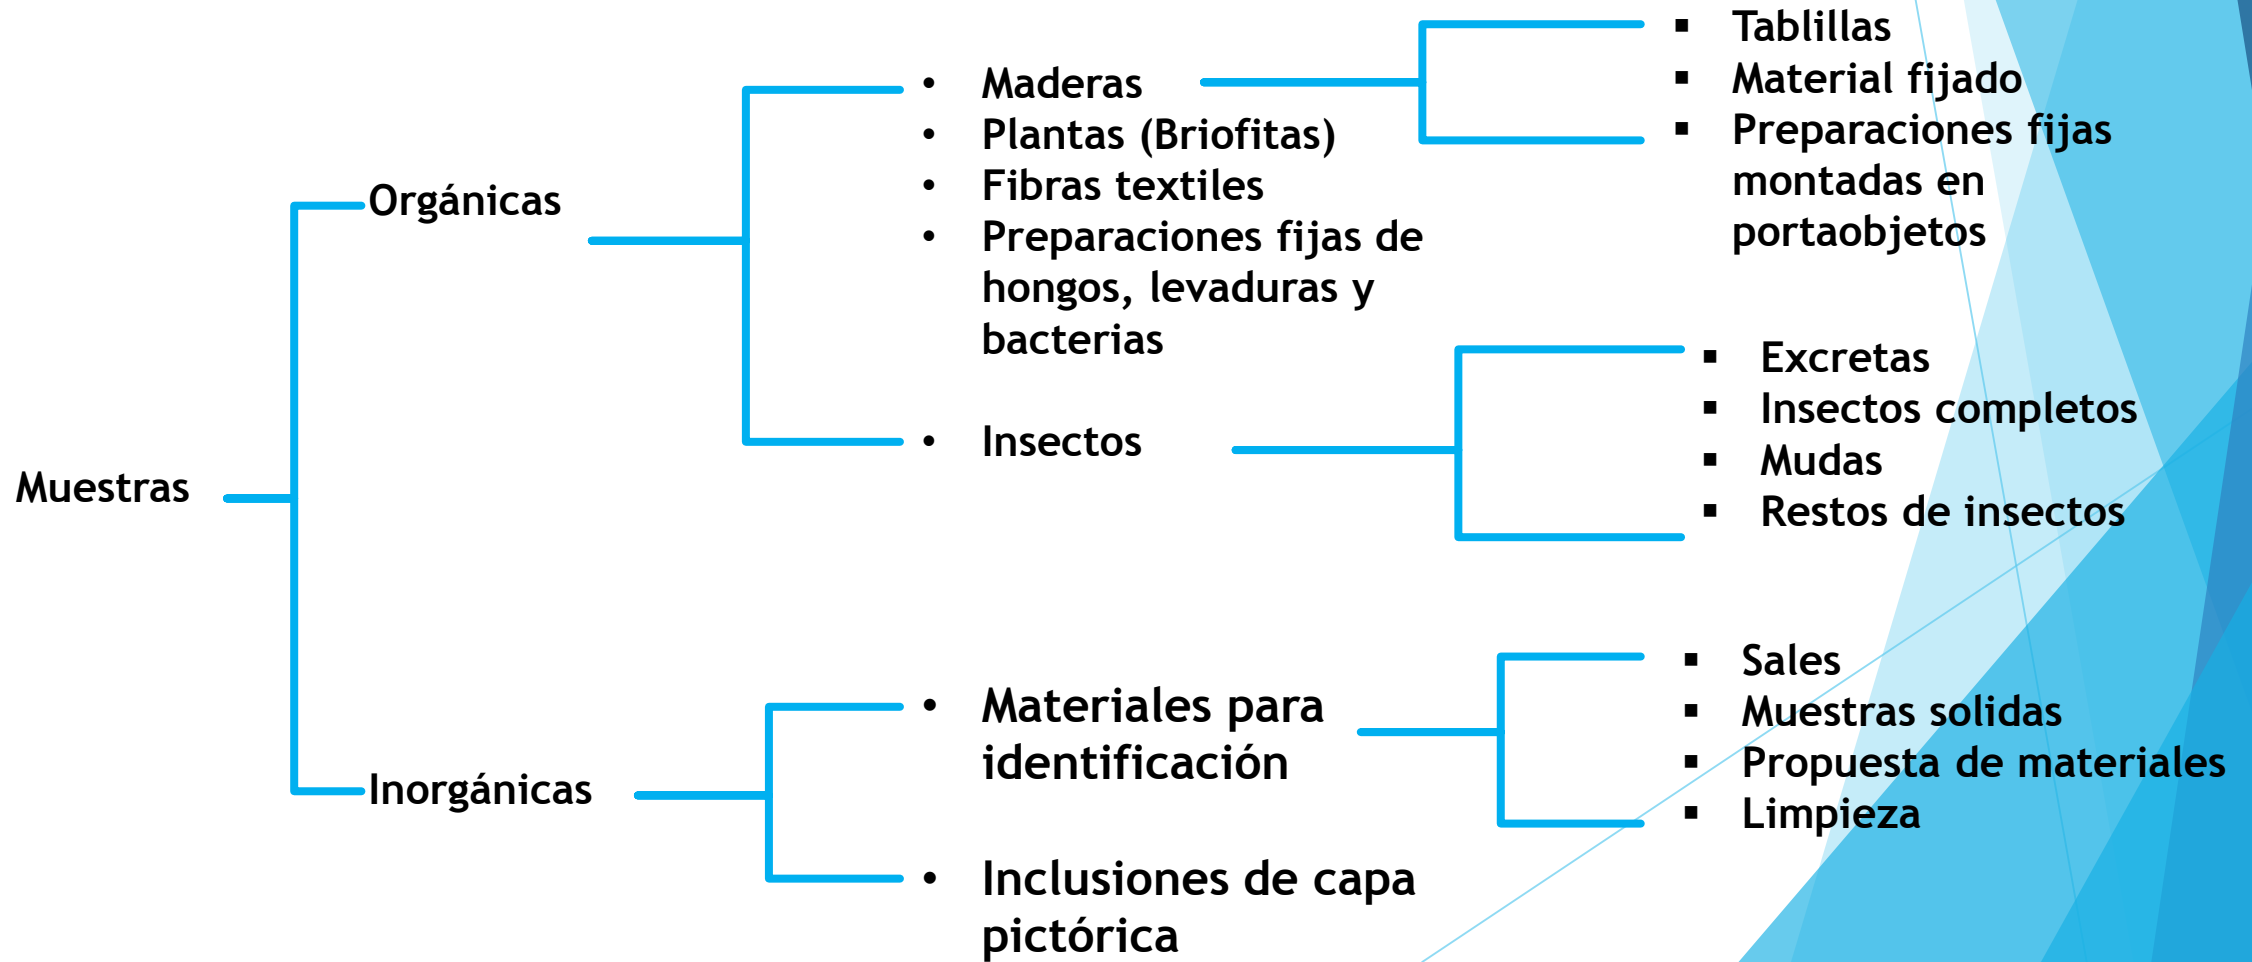 Muestras
Orgánicas
Maderas
Plantas (Briofitas)
Fibras textiles
Preparaciones fijas de
hongos, levaduras y
bacterias
Insectos
Tablillas
Material fijado
Preparaciones fijas
montadas en
portaobjetos
Excretas
Insectos completos
Mudas
Restos de insectos
Inorgánicas
Materiales para
identificación
Inclusiones de capa
pictórica
Sales
Muestras solidas
Propuesta de materiales
Limpieza